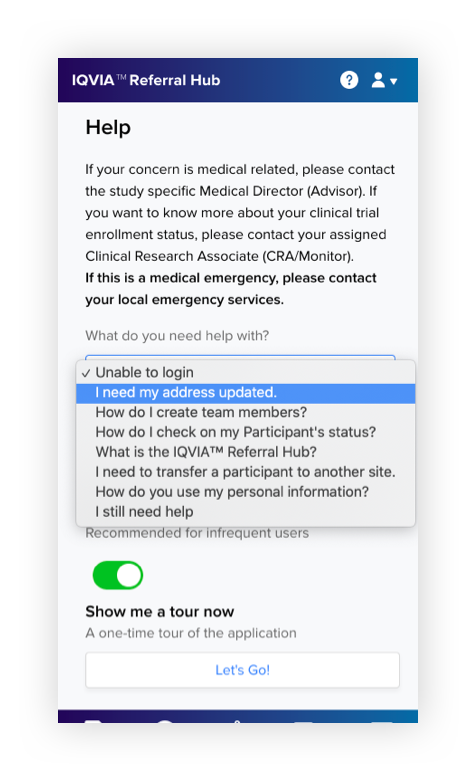 IQVIA™ Referral Hub
Help
If your concern is medical related, please contact
the study specific Medical Director (Advisor). If
you want to know more about your clinical trial
enrollment status, please contact your assigned
Clinical Research Associate (CRA/Monitor).
If this is a medical emergency, please contact
your local emergency services.
What do you need help with?
✓ Unable to login
I need my address updated.
How do I create team members?
How do I check on my Participant's status?
What is the IQVIA™ Referral Hub?
I need to transfer a participant to another site.
How do you use my personal information?
I still need help
Recommended for infrequent users
Show me a tour now
A one-time tour of the application
Let's Go!